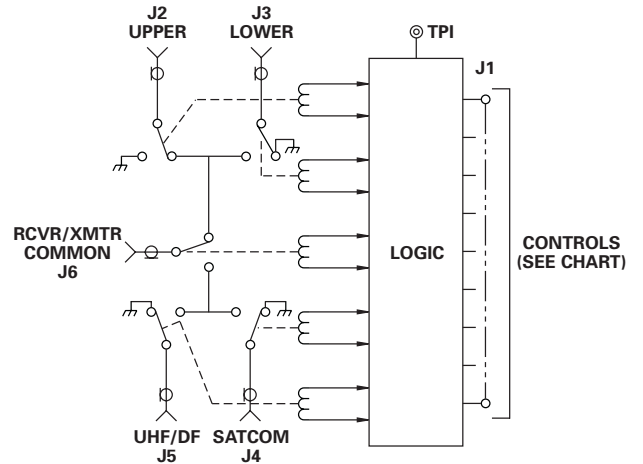 J2
UPPER
J3
LOWER
TPI
J1
RCVR/XMTR
COMMON
J6
LOGIC
CONTROLS
(SEE CHART)
UHF/DF
J5
SATCOM
J4